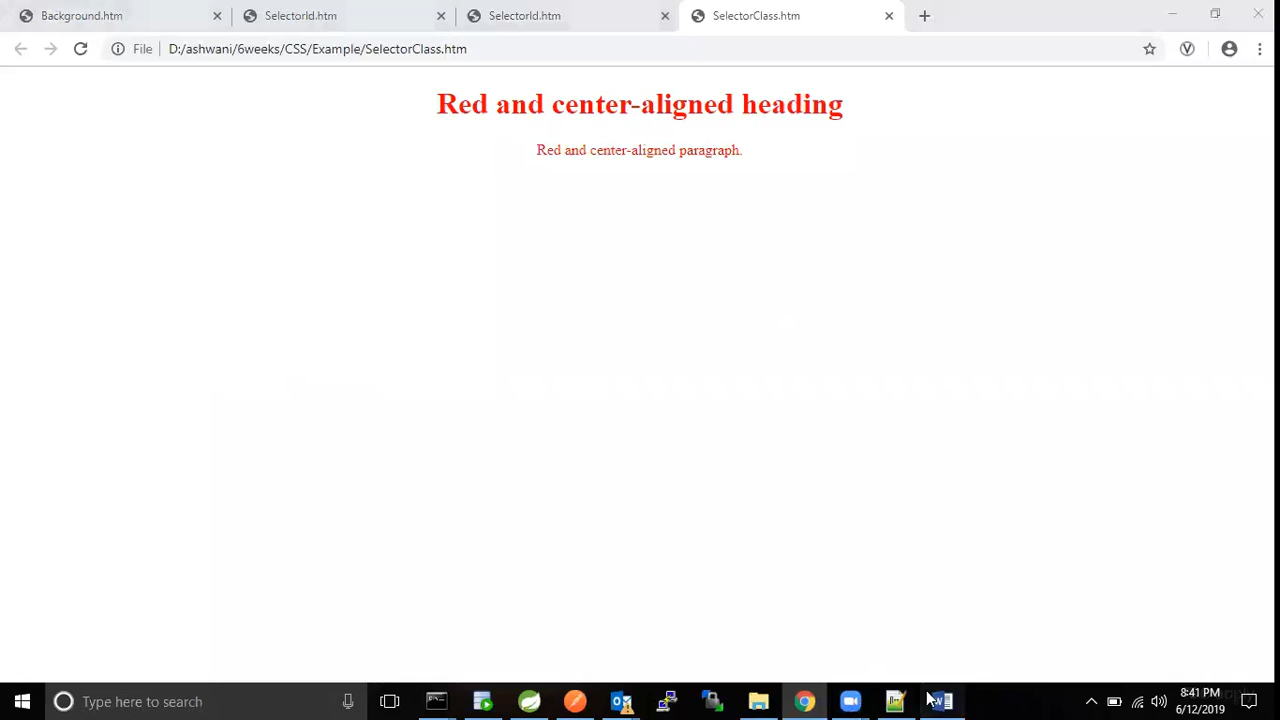 Background.htm
SelectorId.htm
SelectorId.htm
SelectorClass.htm
File
D:/ashwani/6weeks/CSS/Example/SelectorClass.htm
Red and center-aligned heading
Red and center-aligned paragraph.
Type here to search
8:41 PM
6/12/2019